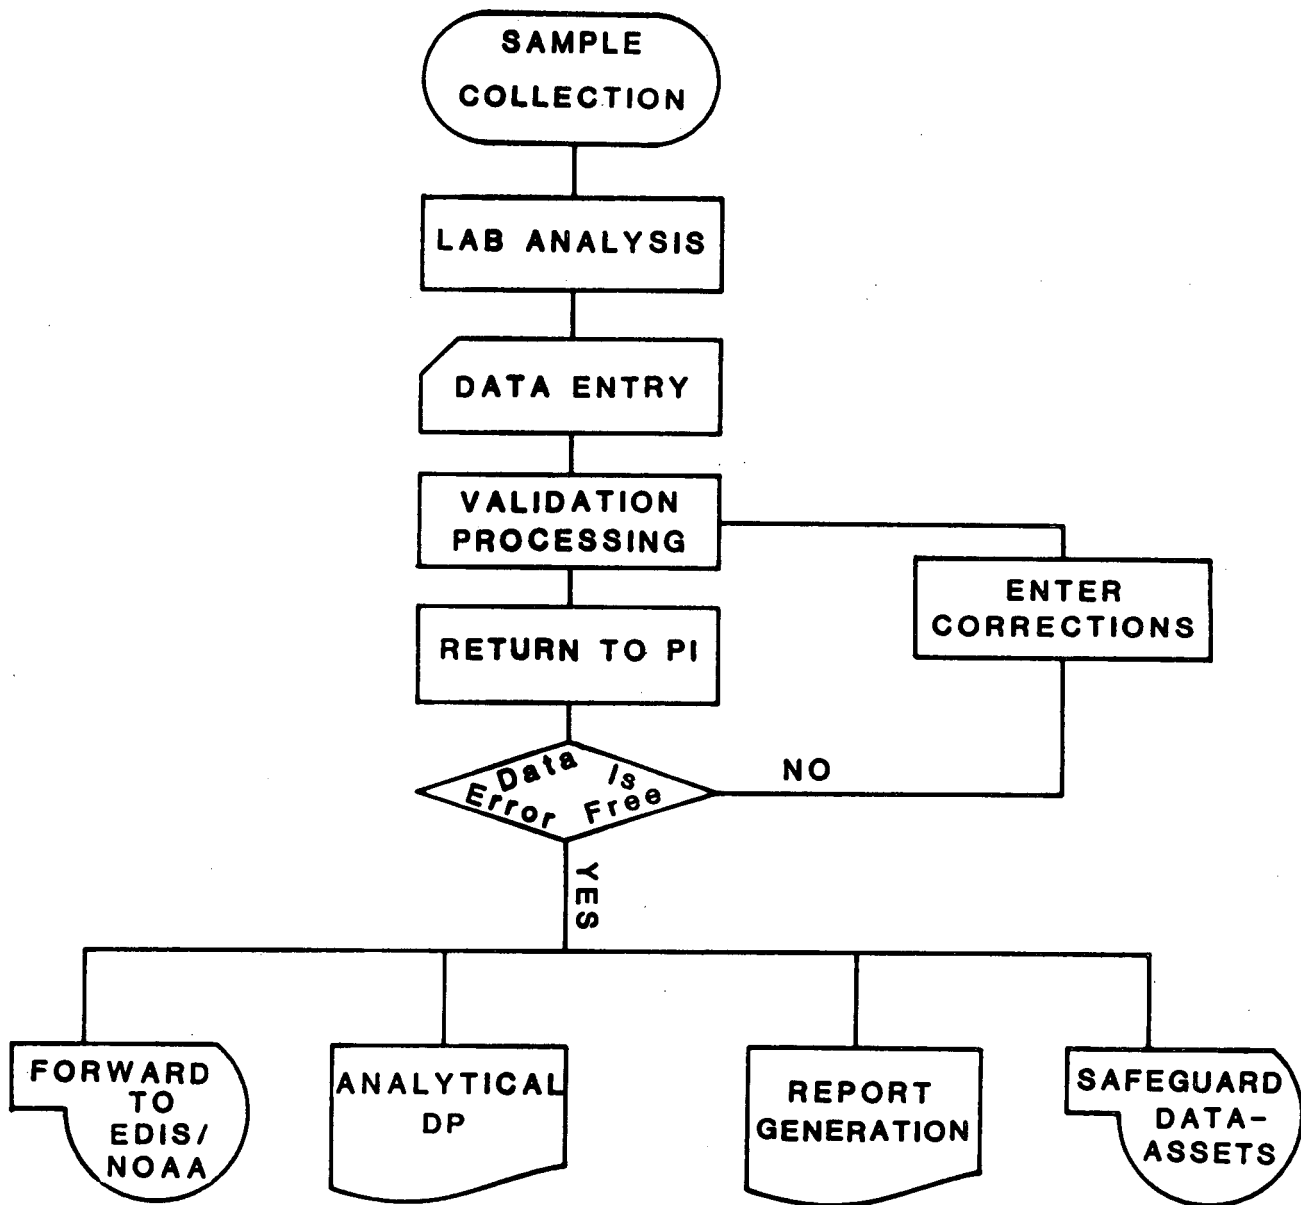 SAMPLE
COLLECTION
LAB ANALYSIS
DATA ENTRY
VALIDATION
PROCESSING
ENTER
CORRECTIONS
RETURN TO PI
Data Is
Error Free
NO
YES
FORWARD
TO
EDIS/
NOAA
ANALYTICAL
DP
REPORT
GENERATION
SAFEGUARD
DATA-
ASSETS